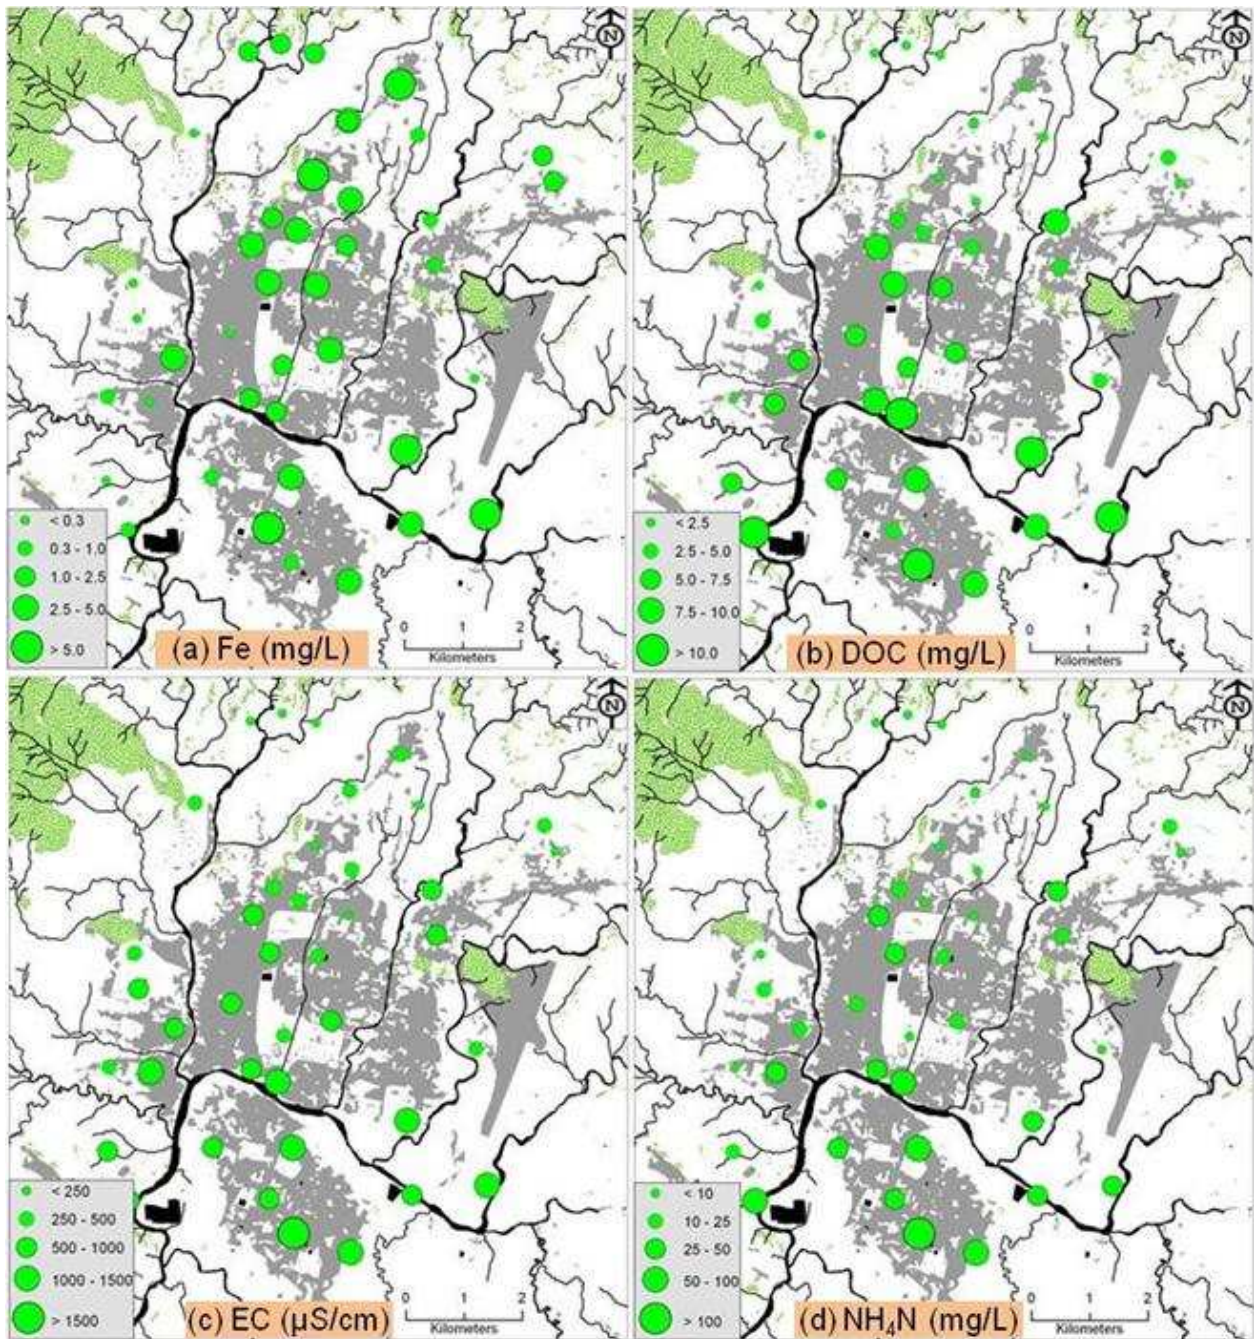 N
< 0.3
0.3 - 1.0
1.0 - 2.5
2.5 - 5.0
> 5.0
(a) Fe (mg/L)
0 1 2
Kilometers
N
< 2.5
2.5 - 5.0
5.0 - 7.5
7.5 - 10.0
> 10.0
(b) DOC (mg/L)
0 1 2
Kilometers
N
< 250
250 - 500
500 - 1000
1000 - 1500
> 1500
(c) EC (µS/cm)
0 1 2
Kilometers
N
< 10
10 - 25
25 - 50
50 - 100
> 100
(d) NH₄N (mg/L)
0 1 2
Kilometers